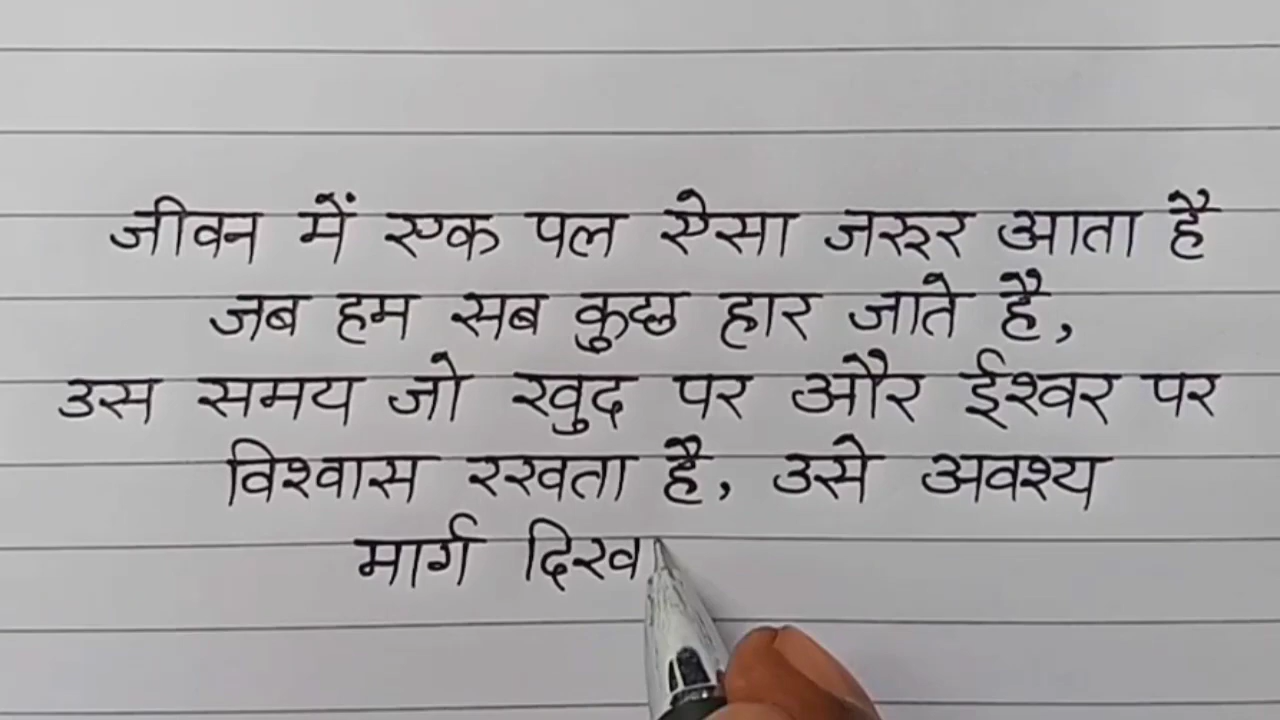 जीवन में एक पल ऐसा जरुर आता है
जब हम सब कुछ हार जाते है,
उस समय जो खुद पर और ईश्वर पर
विश्वास रखता है, उसे अवश्य
मार्ग दिख